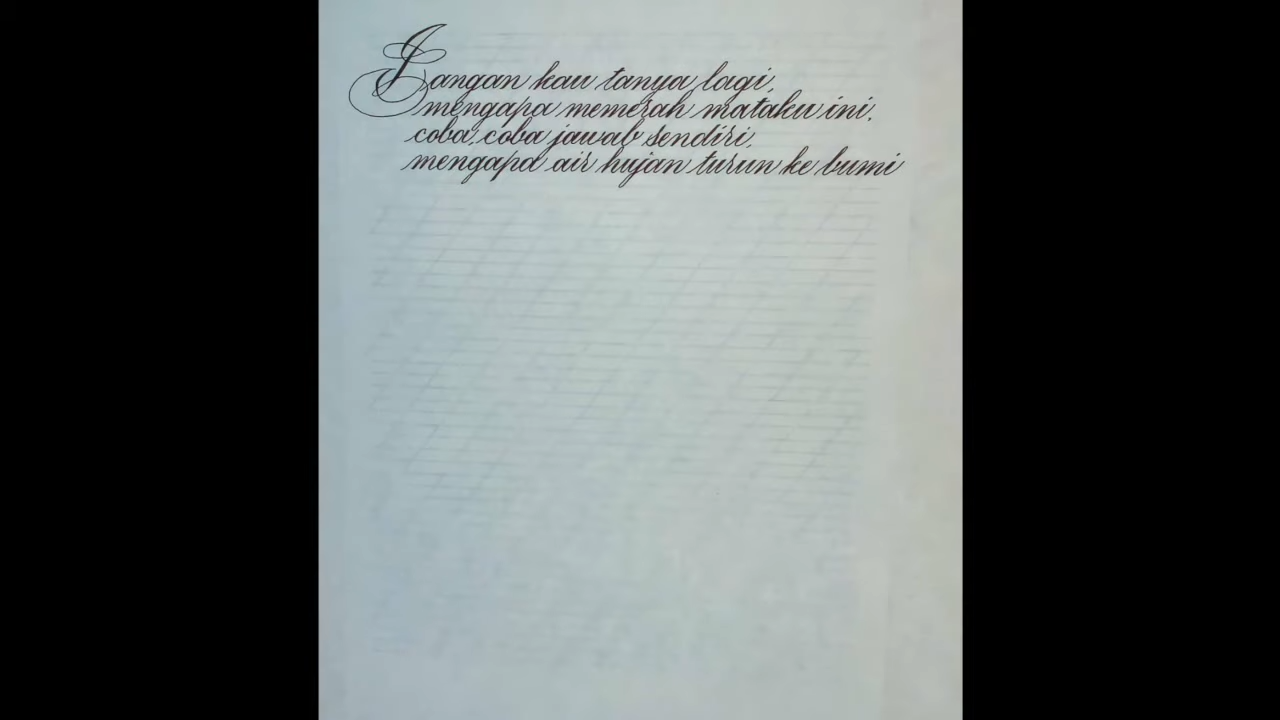 Jangan kau tanya lagi,
mengapa memerah mataku ini,
coba, coba jawab sendiri,
mengapa air hujan turun ke bumi